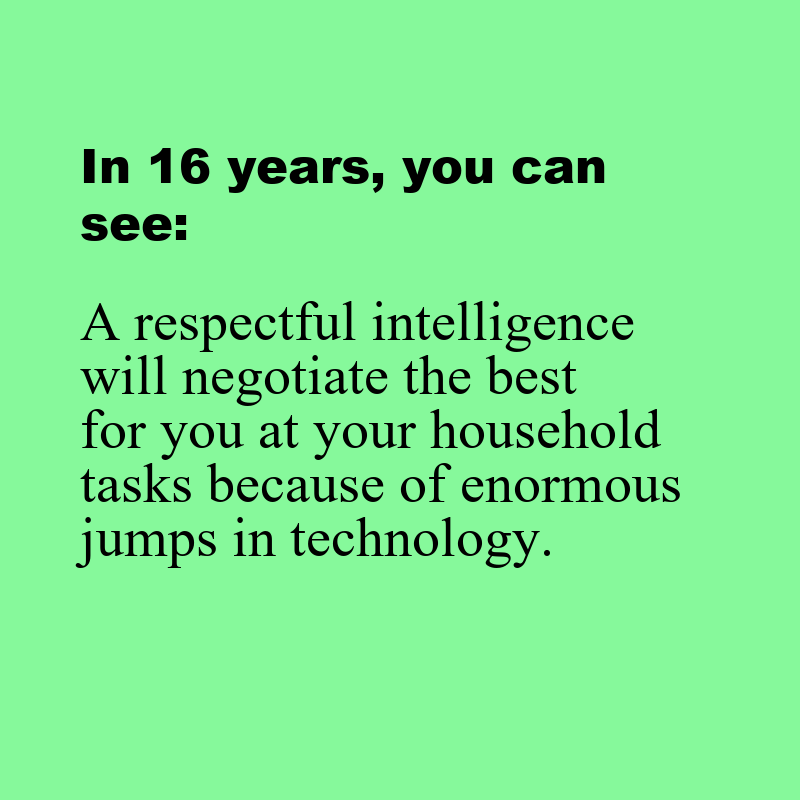 In 16 years, you can
see:
A respectful intelligence
will negotiate the best
for you at your household
tasks because of enormous
jumps in technology.